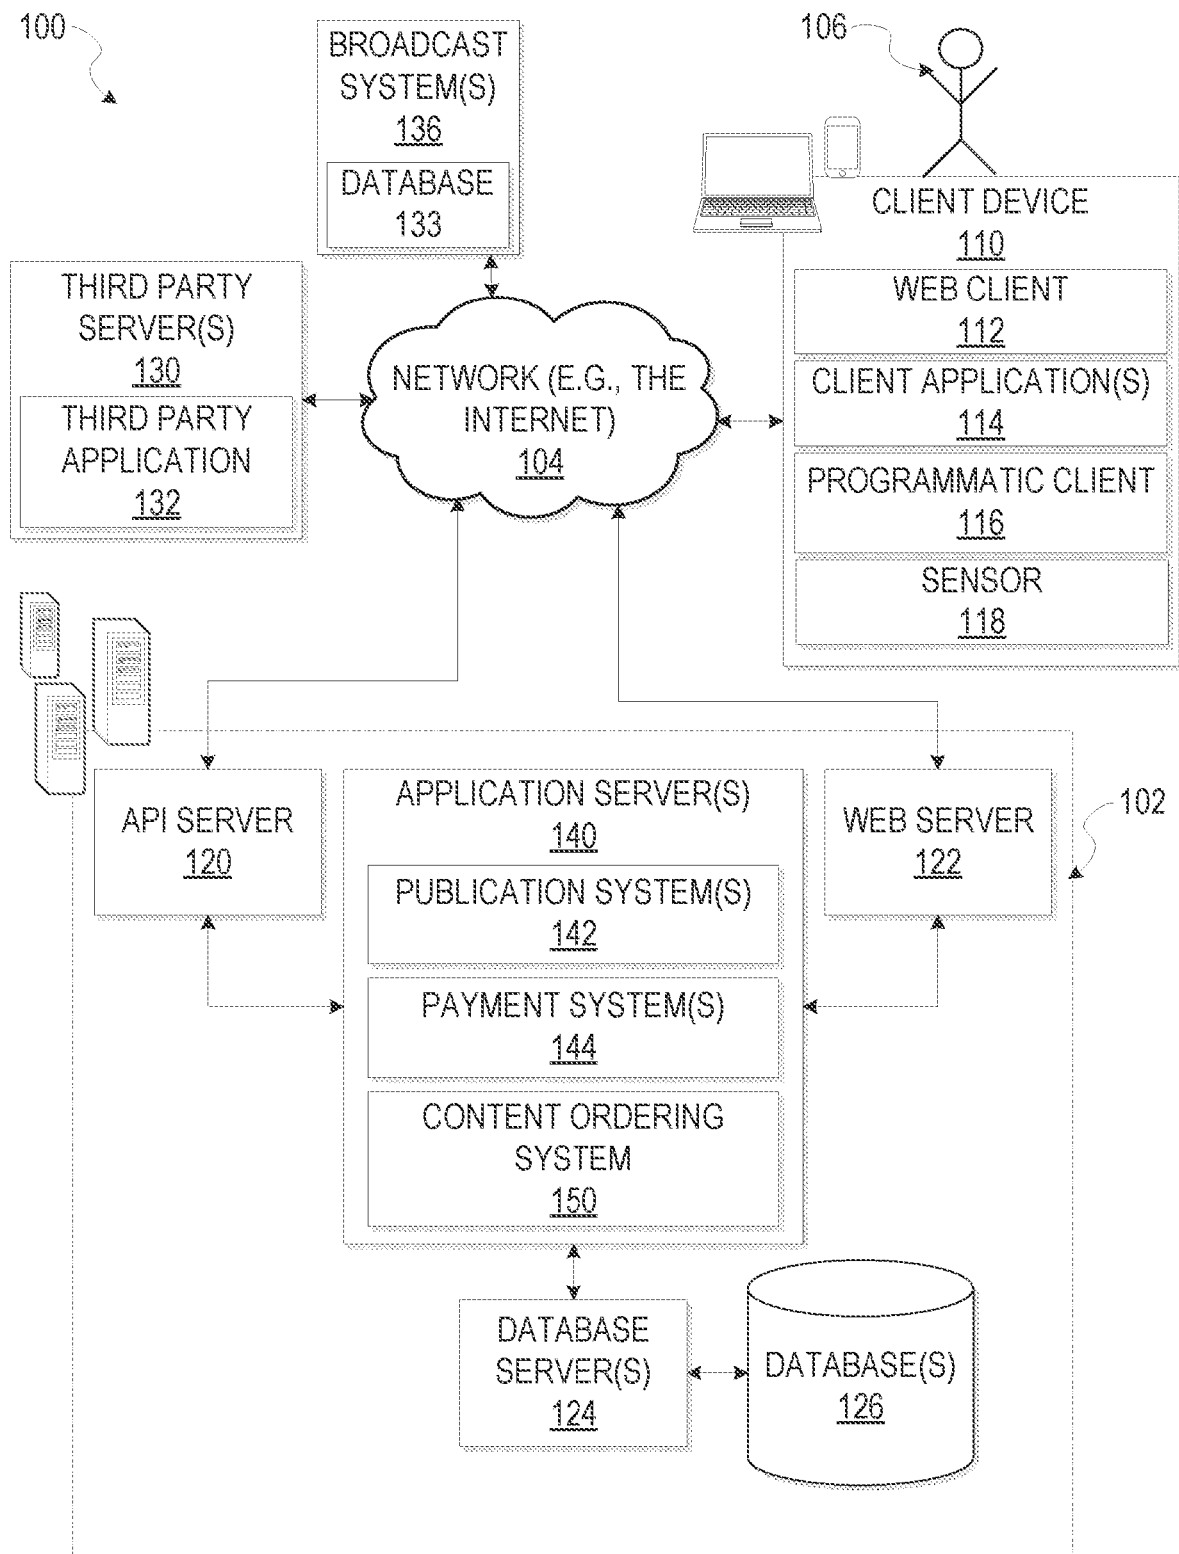 100
BROADCAST
SYSTEM(S)
136
DATABASE
133
106
CLIENT DEVICE
110
WEB CLIENT
112
CLIENT APPLICATION(S)
114
PROGRAMMATIC CLIENT
116
SENSOR
118
THIRD PARTY
SERVER(S)
130
THIRD PARTY
APPLICATION
132
NETWORK (E.G., THE
INTERNET)
104
API SERVER
120
APPLICATION SERVER(S)
140
PUBLICATION SYSTEM(S)
142
PAYMENT SYSTEM(S)
144
CONTENT ORDERING
SYSTEM
150
WEB SERVER
122
102
DATABASE
SERVER(S)
124
DATABASE(S)
126